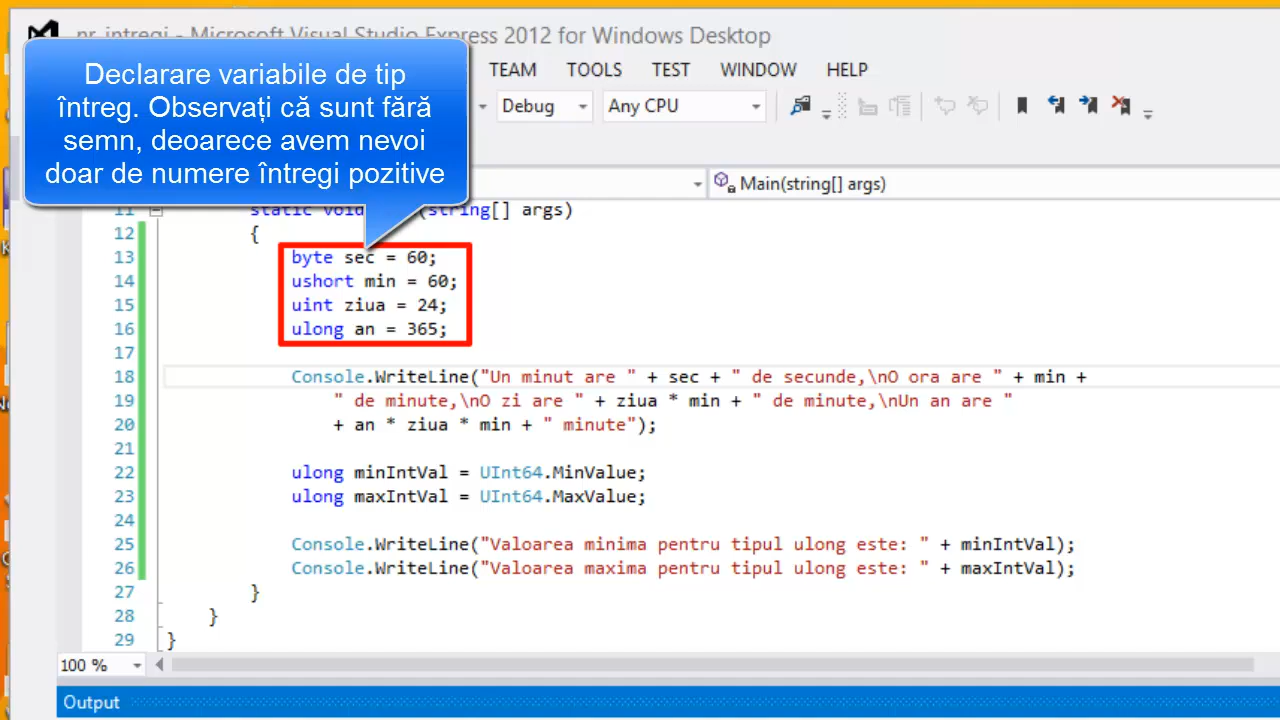 nr_intregi - Microsoft Visual Studio Express 2012 for Windows Desktop
TEAM TOOLS TEST WINDOW HELP
Debug Any CPU
Declarare variabile de tip
întreg. Observați că sunt fără
semn, deoarece avem nevoi
doar de numere întregi pozitive
Main(string[] args)
11 static void (string[] args)
12 {
13 byte sec = 60;
14 ushort min = 60;
15 uint ziua = 24;
16 ulong an = 365;
17
18 Console.WriteLine("Un minut are " + sec + " de secunde,\nO ora are " + min +
19 " de minute,\nO zi are " + ziua * min + " de minute,\nUn an are "
20 + an * ziua * min + " minute");
21
22 ulong minIntVal = UInt64.MinValue;
23 ulong maxIntVal = UInt64.MaxValue;
24
25 Console.WriteLine("Valoarea minima pentru tipul ulong este: " + minIntVal);
26 Console.WriteLine("Valoarea maxima pentru tipul ulong este: " + maxIntVal);
27 }
28 }
29 }
100 %
Output